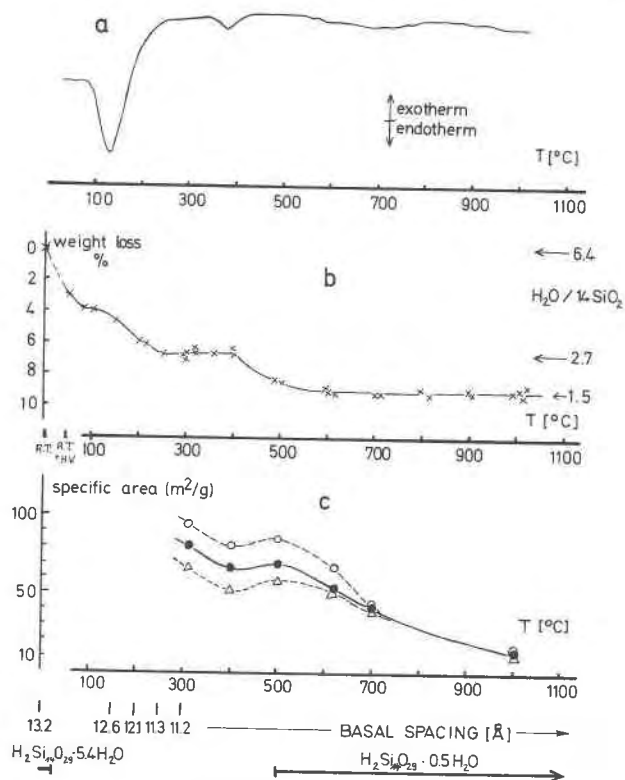 a
exotherm
endotherm
T [°C]
100 300 500 700 900 1100
weight loss
%
b
0
2
4
6
8
10
6.4
H2O / 14 SiO2
2.7
1.5
T [°C]
R.T. R.T. 100 300 500 700 900 1100
specific area (m²/g)
c
100
50
10
T [°C]
100 300 500 700 900 1100
13.2 12.6 12.1 11.3 11.2 BASAL SPACING [Å]
H2Si14O29·5.4H2O
H2Si14O29·0.5H2O